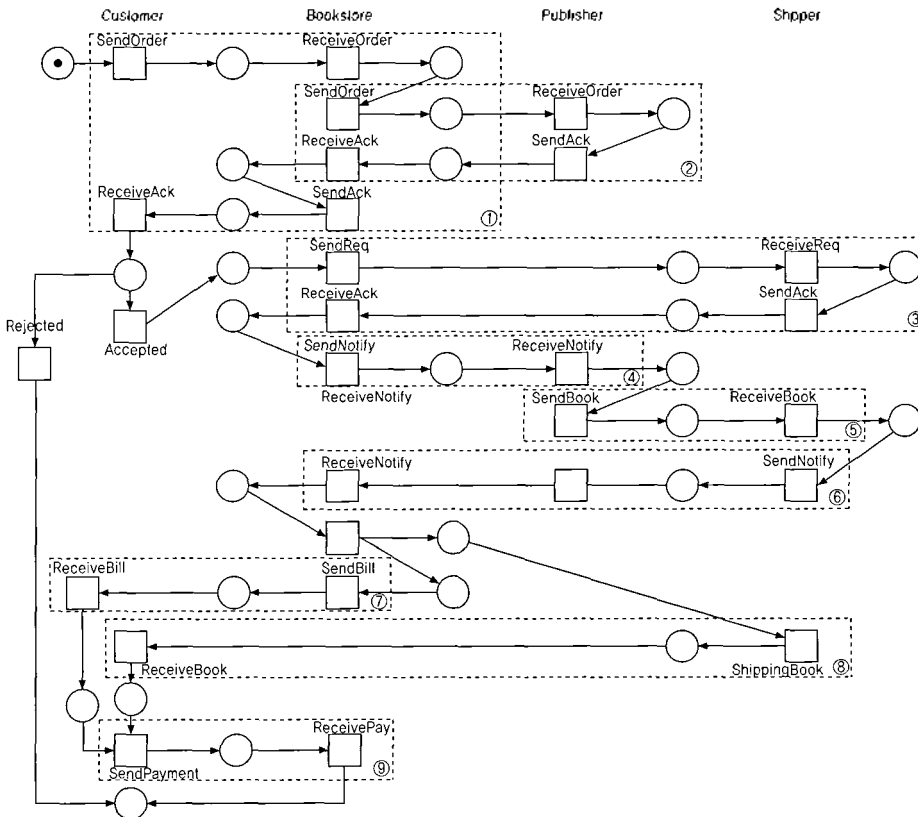 Customer Bookstore Publisher Shpper
SendOrder ReceiveOrder
SendOrder ReceiveOrder
ReceiveAck SendAck
②
ReceiveAck SendAck
①
SendReq ReceiveReq
ReceiveAck SendAck
③
Rejected
Accepted
SendNotify ReceiveNotify
④
ReceiveNotify
SendBook ReceiveBook
⑤
ReceiveNotify SendNotify
⑥
ReceiveBill SendBill
⑦
ReceiveBook ShippingBook
⑧
ReceivePay
SendPayment
⑨